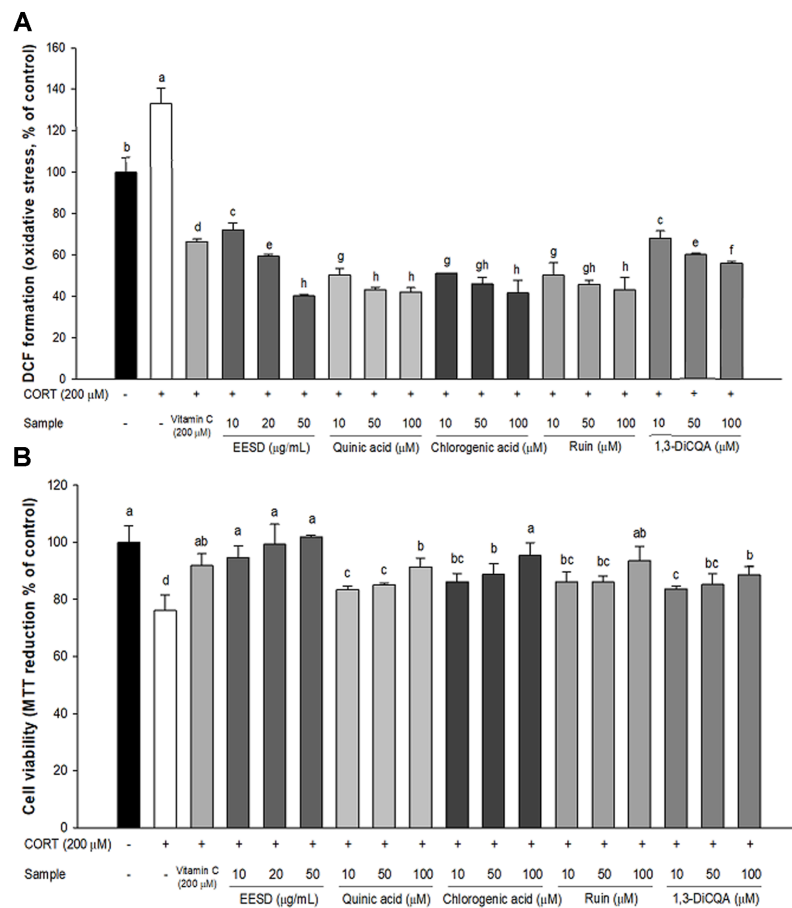 A
DCF formation (oxidative stress, % of control)
160
140
120
100
80
60
40
20
0
b a d c e h g h h g gh h g gh h c e f
CORT (200 μM) - + + + + + + + + + + + + + + + + +
Sample - - Vitamin C (200 μM) 10 20 50 10 50 100 10 50 100 10 50 100 10 50 100
EESD (μg/mL) Quinic acid (μM) Chlorogenic acid (μM) Ruin (μM) 1,3-DiCQA (μM)
B
Cell viability (MTT reduction % of control)
120
100
80
60
40
20
0
a d ab a a a c c b bc b a bc bc ab c bc b
CORT (200 μM) - + + + + + + + + + + + + + + + + +
Sample - - Vitamin C (200 μM) 10 20 50 10 50 100 10 50 100 10 50 100 10 50 100
EESD (μg/mL) Quinic acid (μM) Chlorogenic acid (μM) Ruin (μM) 1,3-DiCQA (μM)